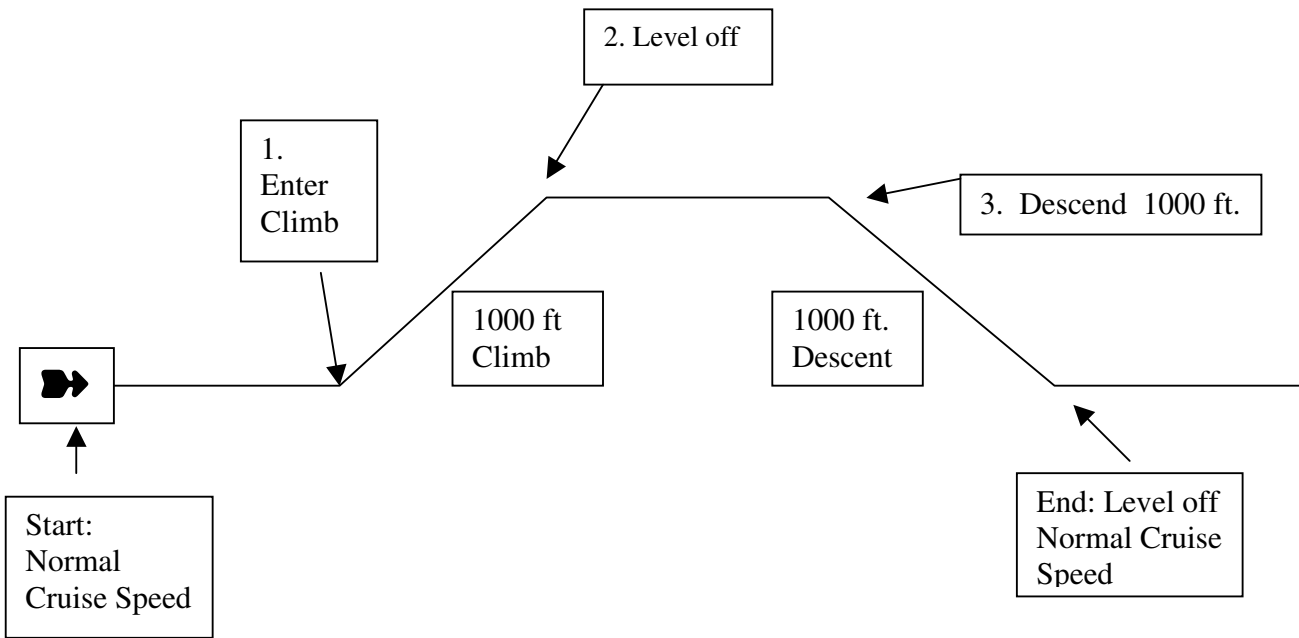 2. Level off
1.
Enter
Climb
3. Descend 1000 ft.
1000 ft
Climb
1000 ft.
Descent
Start:
Normal
Cruise Speed
End: Level off
Normal Cruise
Speed